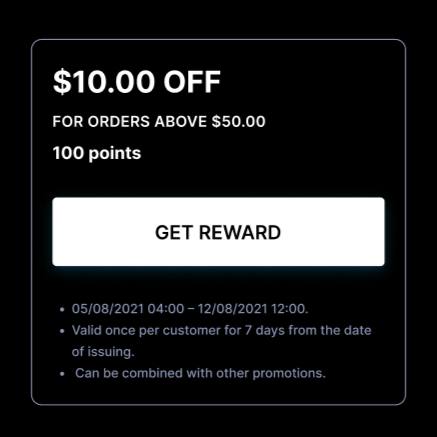 $10.00 OFF
FOR ORDERS ABOVE $50.00
100 points
GET REWARD
• 05/08/2021 04:00 – 12/08/2021 12:00.
• Valid once per customer for 7 days from the date
of issuing.
• Can be combined with other promotions.